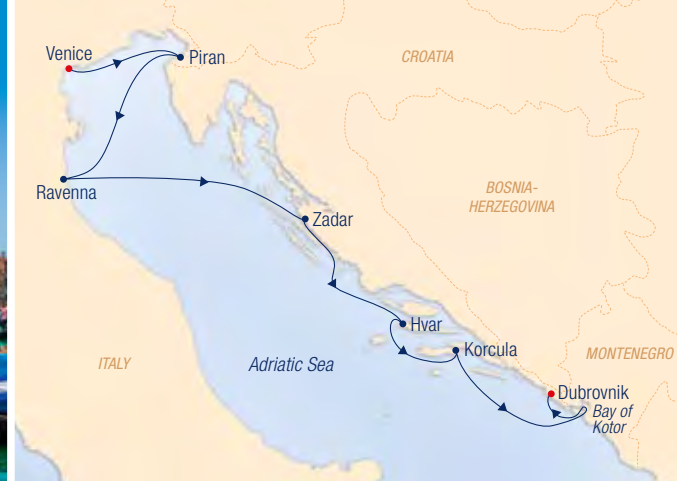 Venice
Piran
CROATIA
Ravenna
BOSNIA-
HERZEGOVINA
Zadar
Hvar
Korcula
MONTENEGRO
ITALY
Adriatic Sea
Dubrovnik
Bay of
Kotor